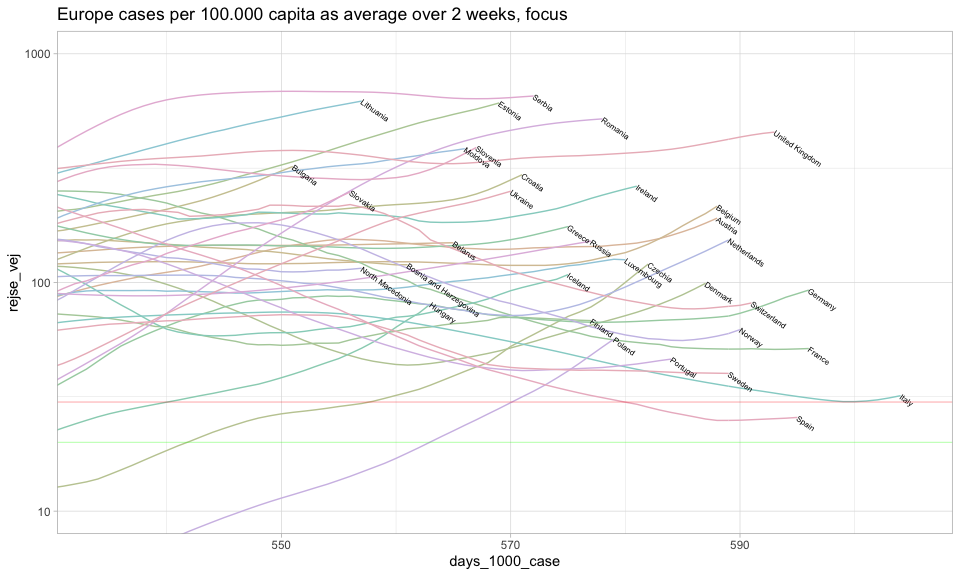 Europe cases per 100.000 capita as average over 2 weeks, focus
1000
Lithuania
Estonia
Serbia
Romania
United Kingdom
Slovenia
Moldova
Bulgaria
Croatia
Ireland
Slovakia
Ukraine
Belgium
Austria
Greece
Russia
Netherlands
Belarus
Luxembourg
Czechia
100
North Macedonia
Bosnia and Herzegovina
Iceland
Denmark
Germany
Hungary
Switzerland
Finland
Poland
Norway
France
Portugal
Sweden
Italy
Spain
10
rejse_vej
550
570
590
days_1000_case